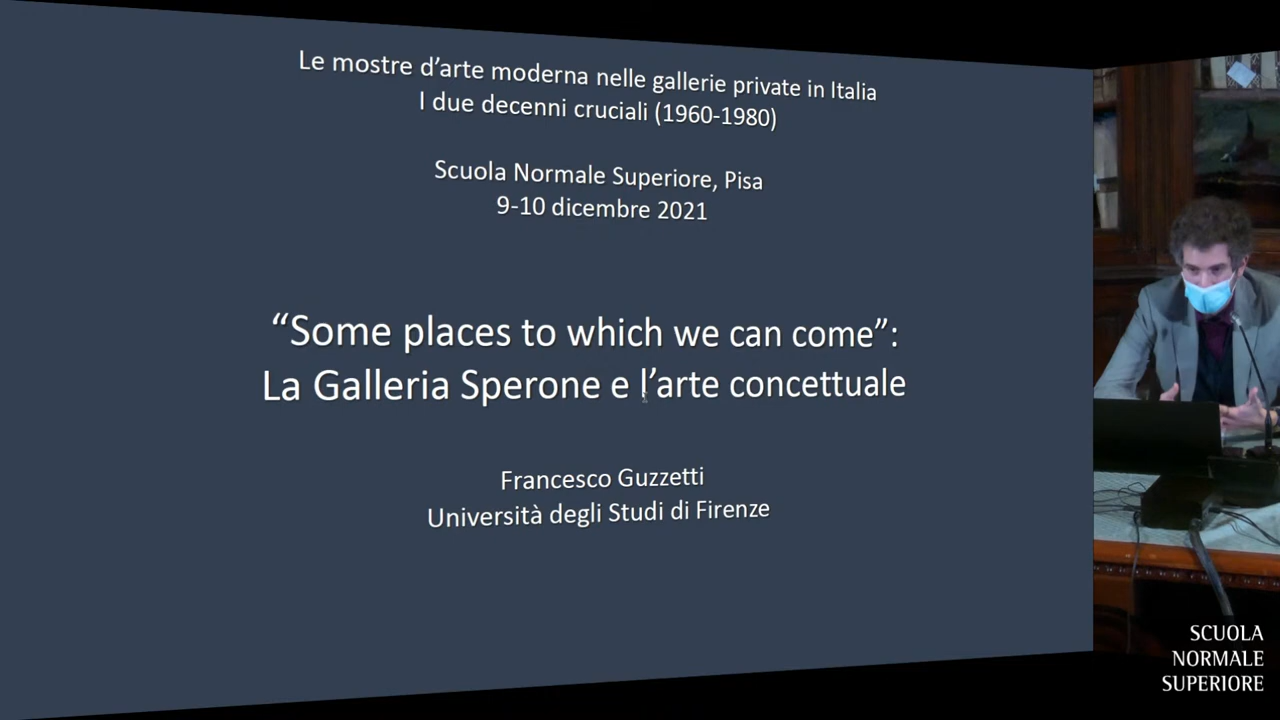 Le mostre d’arte moderna nelle gallerie private in Italia
I due decenni cruciali (1960-1980)
Scuola Normale Superiore, Pisa
9-10 dicembre 2021
“Some places to which we can come”:
La Galleria Sperone e l’arte concettuale
Francesco Guzzetti
Università degli Studi di Firenze
SCUOLA
NORMALE
SUPERIORE